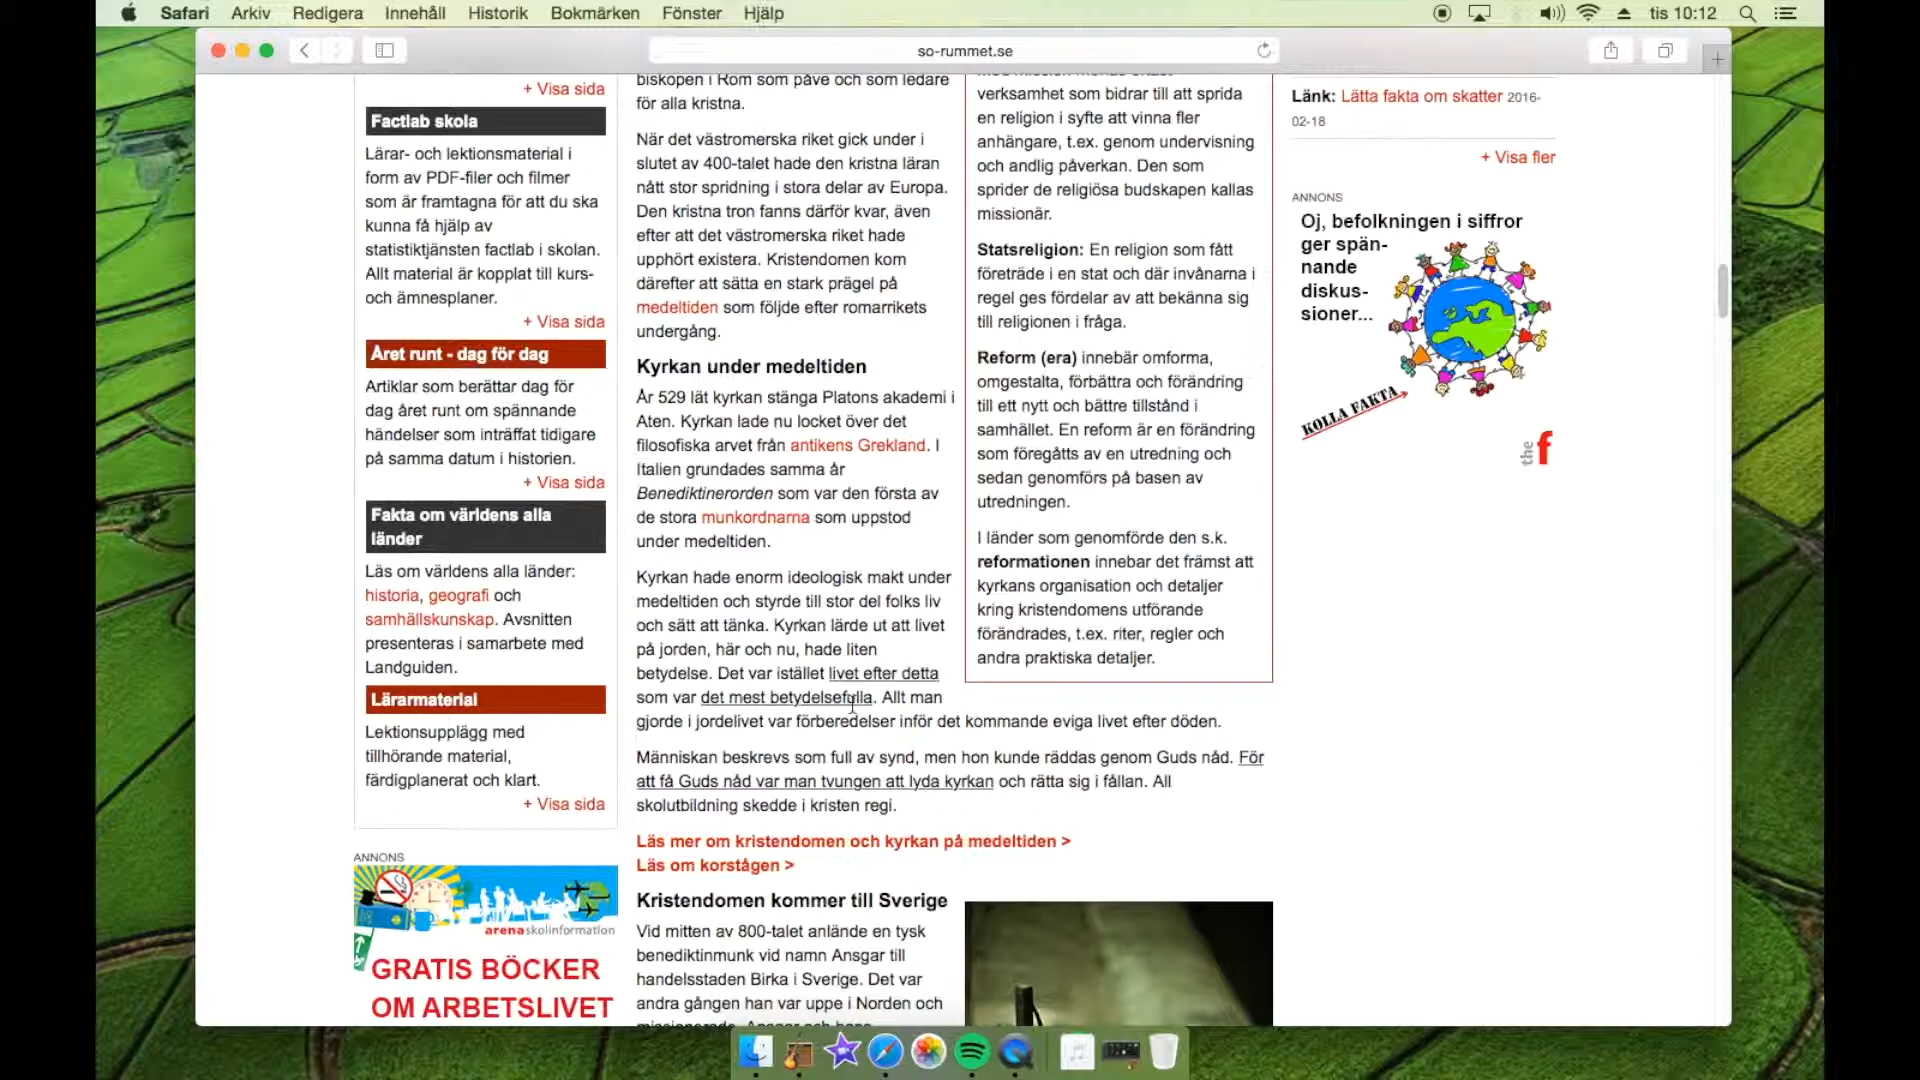 Safari Arkiv Redigera Innehåll Historik Bokmärken Fönster Hjälp tis 10:12
so-rummet.se
+ Visa sida
Factlab skola
Lärar- och lektionsmaterial i
form av PDF-filer och filmer
som är framtagna för att du ska
kunna få hjälp av
statistiktjänsten factlab i skolan.
Allt material är kopplat till kurs-
och ämnesplaner.
+ Visa sida
Året runt - dag för dag
Artiklar som berättar dag för
dag året runt om spännande
händelser som inträffat tidigare
på samma datum i historien.
+ Visa sida
Fakta om världens alla
länder
Läs om världens alla länder:
historia, geografi och
samhällskunskap. Avsnitten
presenteras i samarbete med
Landguiden.
Lärarmaterial
Lektionsupplägg med
tillhörande material,
färdigplanerat och klart.
+ Visa sida
ANNONS
arenaskolinformation
GRATIS BÖCKER
OM ARBETSLIVET
biskopen i Rom som påve och som ledare
för alla kristna.
När det västromerska riket gick under i
slutet av 400-talet hade den kristna läran
nått stor spridning i stora delar av Europa.
Den kristna tron fanns därför kvar, även
efter att det västromerska riket hade
upphört existera. Kristendomen kom
därefter att sätta en stark prägel på
medeltiden som följde efter romarrikets
undergång.
Kyrkan under medeltiden
År 529 lät kyrkan stänga Platons akademi i
Aten. Kyrkan lade nu locket över det
filosofiska arvet från antikens Grekland. I
Italien grundades samma år
Benediktinerorden som var den första av
de stora munkordnarna som uppstod
under medeltiden.
Kyrkan hade enorm ideologisk makt under
medeltiden och styrde till stor del folks liv
och sätt att tänka. Kyrkan lärde ut att livet
på jorden, här och nu, hade liten
betydelse. Det var istället livet efter detta
som var det mest betydelsefulla. Allt man
gjorde i jordelivet var förberedelser inför det kommande eviga livet efter döden.
Människan beskrevs som full av synd, men hon kunde räddas genom Guds nåd. För
att få Guds nåd var man tvungen att lyda kyrkan och rätta sig i fållan. All
skolutbildning skedde i kristen regi.
Läs mer om kristendomen och kyrkan på medeltiden >
Läs om korstågen >
Kristendomen kommer till Sverige
Vid mitten av 800-talet anlände en tysk
benediktinmunk vid namn Ansgar till
handelsstaden Birka i Sverige. Det var
andra gången han var uppe i Norden och
verksamhet som bidrar till att sprida
en religion i syfte att vinna fler
anhängare, t.ex. genom undervisning
och andlig påverkan. Den som
sprider de religiösa budskapen kallas
missionär.
Statsreligion: En religion som fått
företräde i en stat och där invånarna i
regel ges fördelar av att bekänna sig
till religionen i fråga.
Reform (era) innebär omforma,
omgestalta, förbättra och förändring
till ett nytt och bättre tillstånd i
samhället. En reform är en förändring
som föregåtts av en utredning och
sedan genomförs på basen av
utredningen.
I länder som genomförde den s.k.
reformationen innebar det främst att
kyrkans organisation och detaljer
kring kristendomens utförande
förändrades, t.ex. riter, regler och
andra praktiska detaljer.
Länk: Lätta fakta om skatter 2016-
02-18
+ Visa fler
ANNONS
Oj, befolkningen i siffror
ger spän-
nande
diskus-
sioner...
KOLLA FAKTA
the f